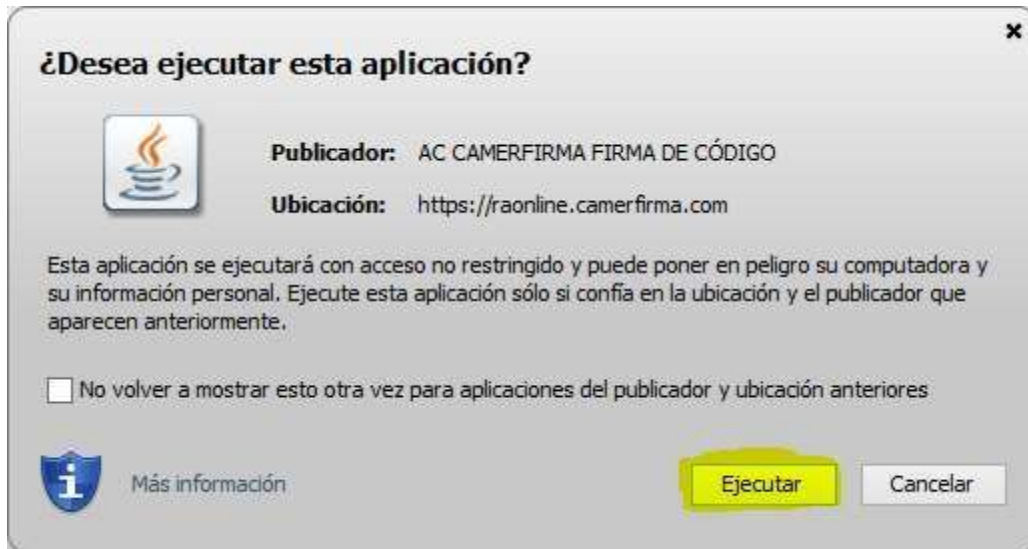 ¿Desea ejecutar esta aplicación?
Publicador: AC CAMERFIRMA FIRMA DE CÓDIGO
Ubicación: https://raonline.camerfirma.com
Esta aplicación se ejecutará con acceso no restringido y puede poner en peligro su computadora y
su información personal. Ejecute esta aplicación sólo si confía en la ubicación y el publicador que
aparecen anteriormente.
No volver a mostrar esto otra vez para aplicaciones del publicador y ubicación anteriores
Más información
Ejecutar
Cancelar